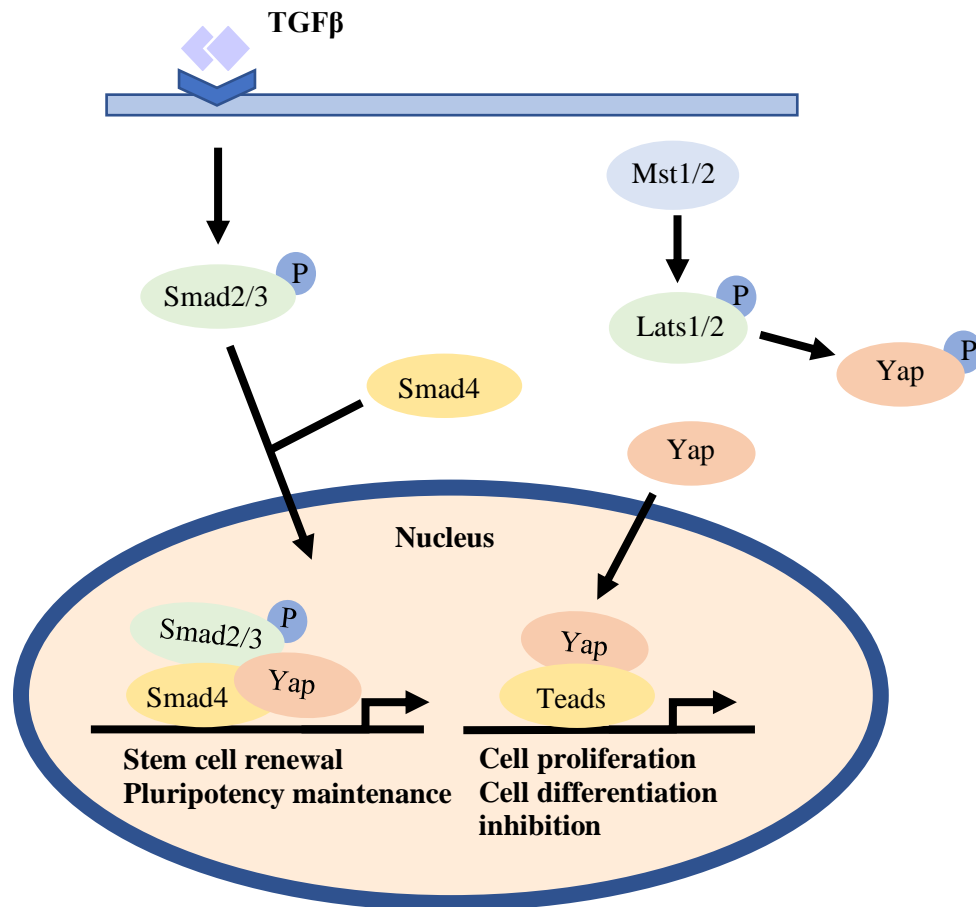 TGFβ
Mst1/2
P
Smad2/3
P
Lats1/2
P
Yap
Smad4
Yap
Nucleus
P
Smad2/3
Yap
Smad4
Yap
Teads
Stem cell renewal
Pluripotency maintenance
Cell proliferation
Cell differentiation
inhibition